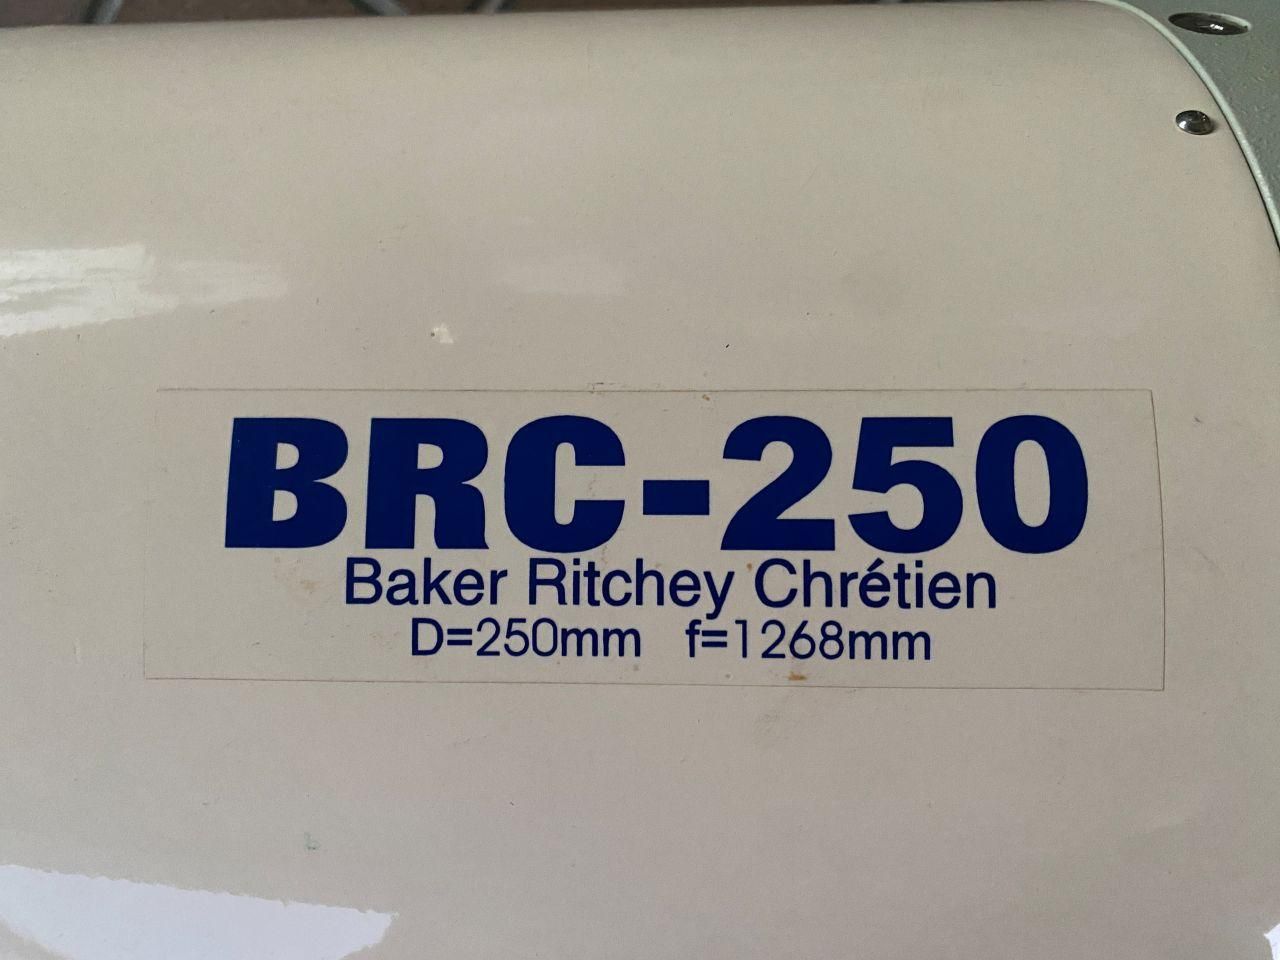 BRC-250
Baker Ritchey Chrétien
D=250mm f=1268mm